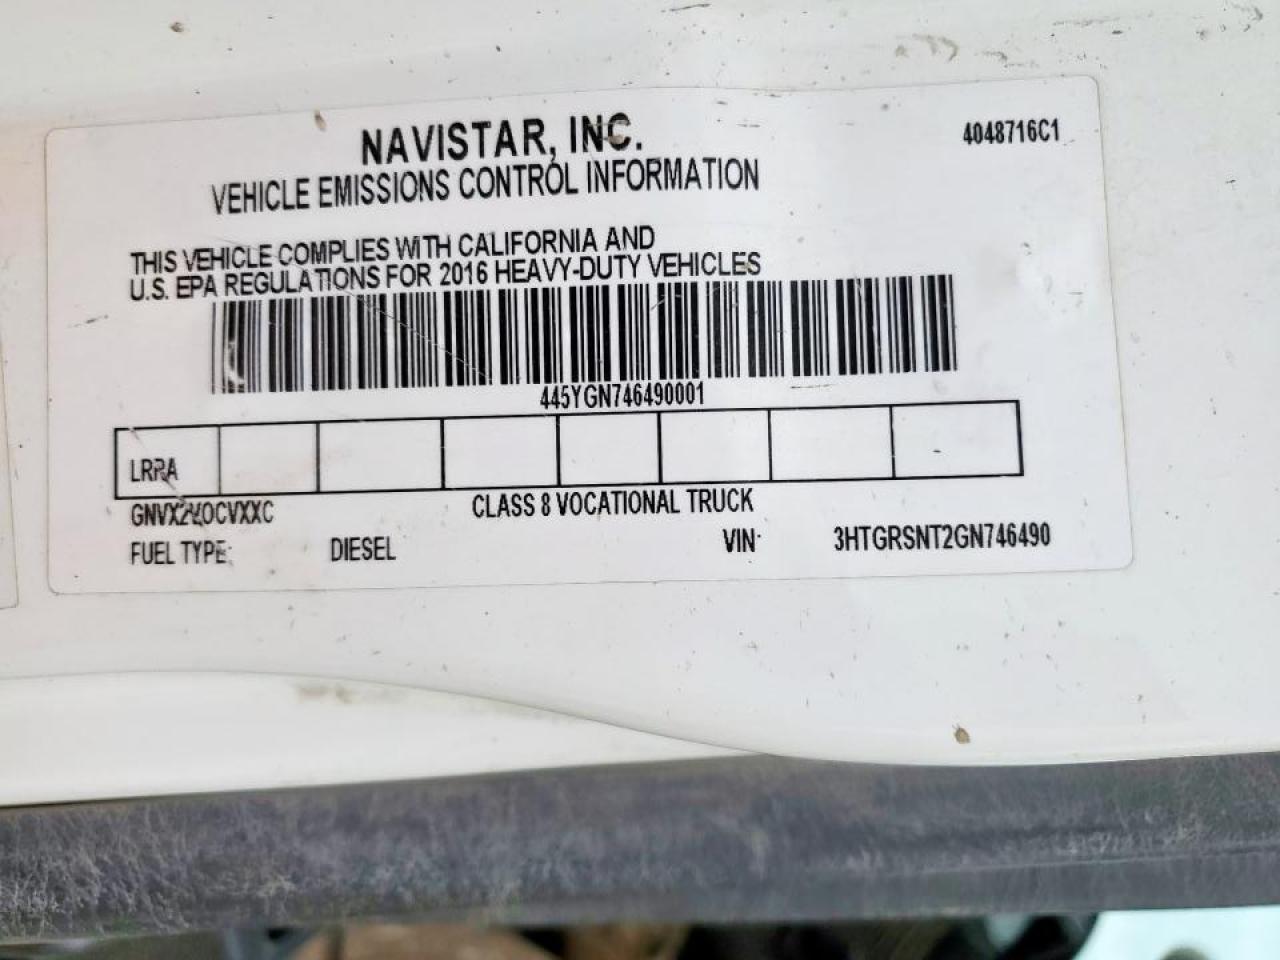 NAVISTAR, INC.
4048716C1
VEHICLE EMISSIONS CONTROL INFORMATION
THIS VEHICLE COMPLIES WITH CALIFORNIA AND
U.S. EPA REGULATIONS FOR 2016 HEAVY-DUTY VEHICLES
445YGN746490001
LRRA
CLASS 8 VOCATIONAL TRUCK
FUEL TYPE: DIESEL VIN: 3HTGRSNT2GN746490